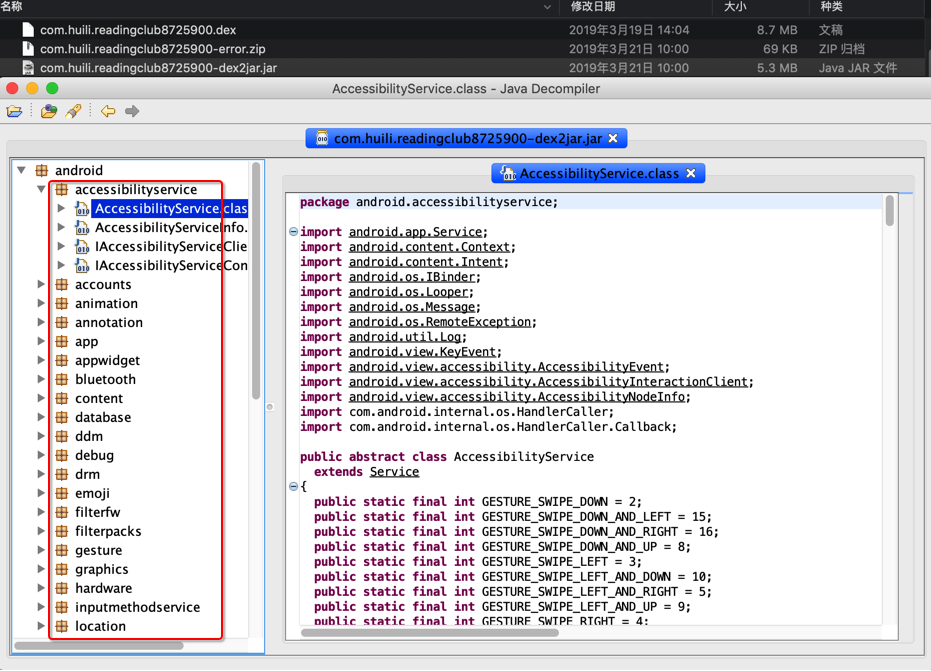 名称 修改日期 大小 种类
com.huili.readingclub8725900.dex 2019年3月19日 14:04 8.7 MB 文稿
com.huili.readingclub8725900-error.zip 2019年3月21日 10:00 69 KB ZIP 归档
com.huili.readingclub8725900-dex2jar.jar 2019年3月21日 10:00 5.3 MB Java JAR 文件
AccessibilityService.class - Java Decompiler
com.huili.readingclub8725900-dex2jar.jar
android
accessibilityservice
AccessibilityService.clas
AccessibilityServiceInfo.
IAccessibilityServiceClie
IAccessibilityServiceCon
accounts
animation
annotation
app
appwidget
bluetooth
content
database
ddm
debug
drm
emoji
filterfw
filterpacks
gesture
graphics
hardware
inputmethodservice
location
AccessibilityService.class
package android.accessibilityservice;
import android.app.Service;
import android.content.Context;
import android.content.Intent;
import android.os.IBinder;
import android.os.Looper;
import android.os.Message;
import android.os.RemoteException;
import android.util.Log;
import android.view.KeyEvent;
import android.view.accessibility.AccessibilityEvent;
import android.view.accessibility.AccessibilityInteractionClient;
import android.view.accessibility.AccessibilityNodeInfo;
import com.android.internal.os.HandlerCaller;
import com.android.internal.os.HandlerCaller.Callback;
public abstract class AccessibilityService
extends Service
{
public static final int GESTURE_SWIPE_DOWN = 2;
public static final int GESTURE_SWIPE_DOWN_AND_LEFT = 15;
public static final int GESTURE_SWIPE_DOWN_AND_RIGHT = 16;
public static final int GESTURE_SWIPE_DOWN_AND_UP = 8;
public static final int GESTURE_SWIPE_LEFT = 3;
public static final int GESTURE_SWIPE_LEFT_AND_DOWN = 10;
public static final int GESTURE_SWIPE_LEFT_AND_RIGHT = 5;
public static final int GESTURE_SWIPE_LEFT_AND_UP = 9;
public static final int GESTURE_SWIPE_RIGHT = 4;